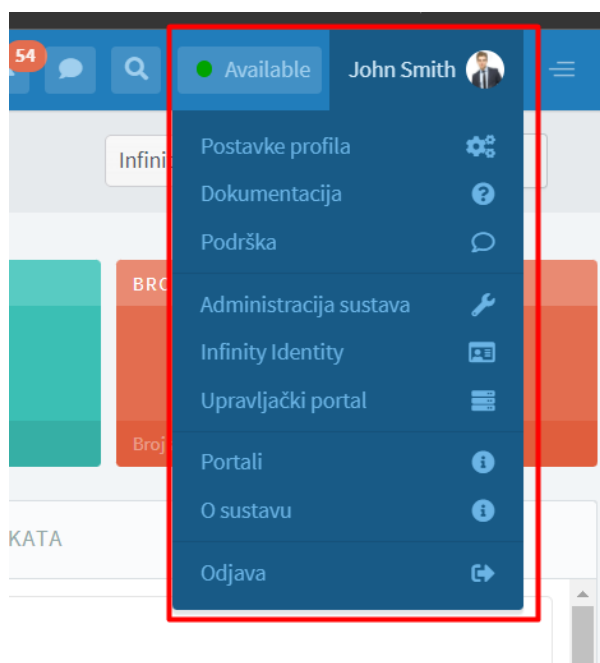 54
Available
John Smith
Infini
Postavke profila
Dokumentacija
Podrška
BRO
Administracija sustava
Infinity Identity
Upravljački portal
Broj
Portali
O sustavu
KATA
Odjava